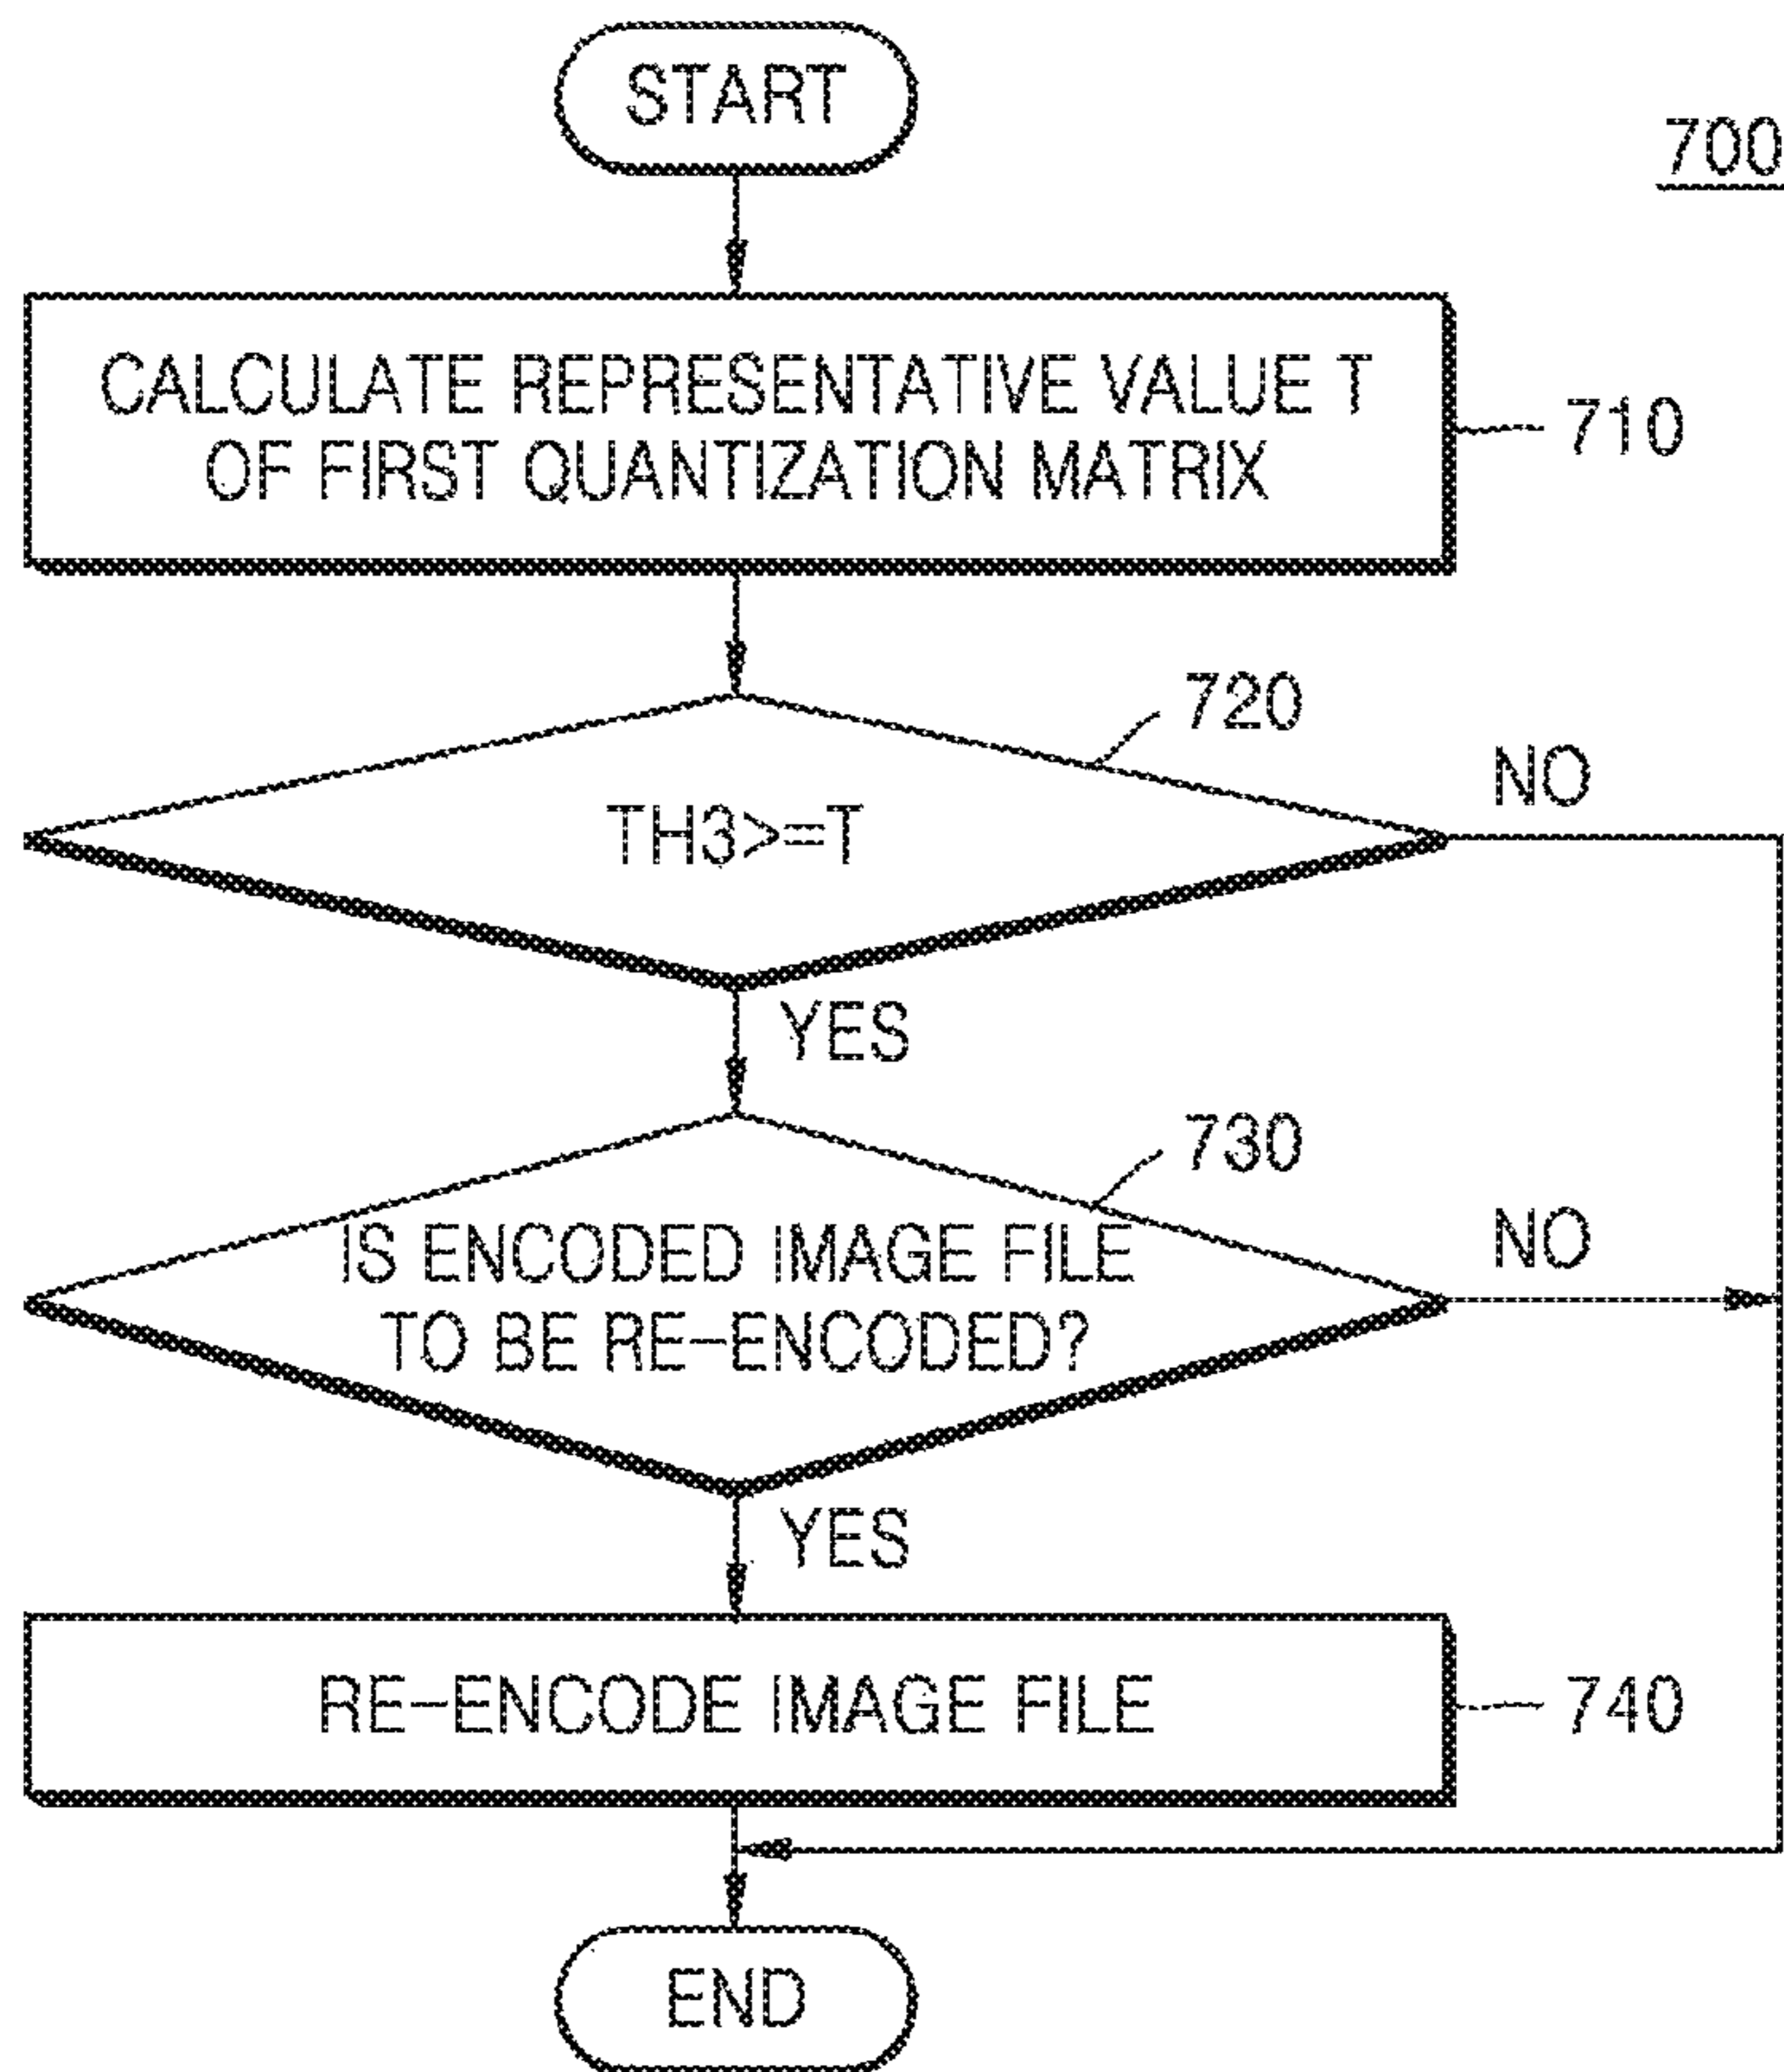 START
700
CALCULATE REPRESENTATIVE VALUE T
OF FIRST QUANTIZATION MATRIX
710
720
NO
TH3>=T
YES
730
NO
IS ENCODED IMAGE FILE
TO BE RE-ENCODED?
YES
RE-ENCODE IMAGE FILE
740
END